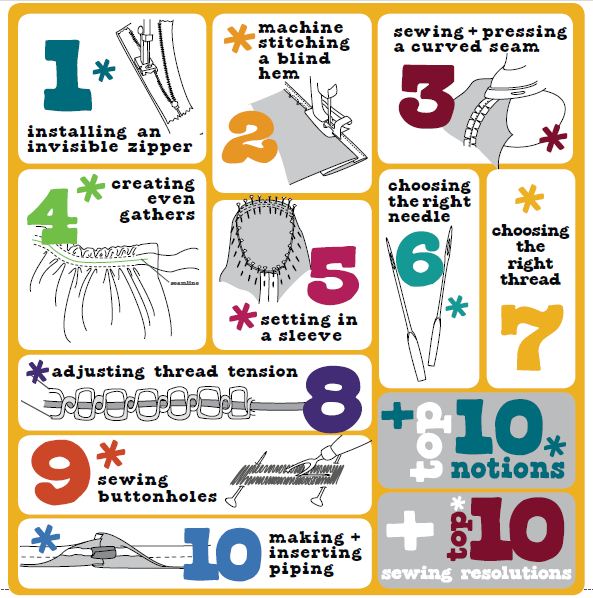 1*
installing an
invisible zipper
* machine
stitching
a blind
hem
2
sewing + pressing
a curved seam
3
*
4 * creating
even
gathers
seamline
5
* setting in
a sleeve
choosing
the right
needle
6
*
*
choosing
the
right
thread
7
* adjusting thread tension
8
9 *
sewing
buttonholes
*
10
making +
inserting
piping
+ top 10 *
notions
+ top* 10
sewing resolutions